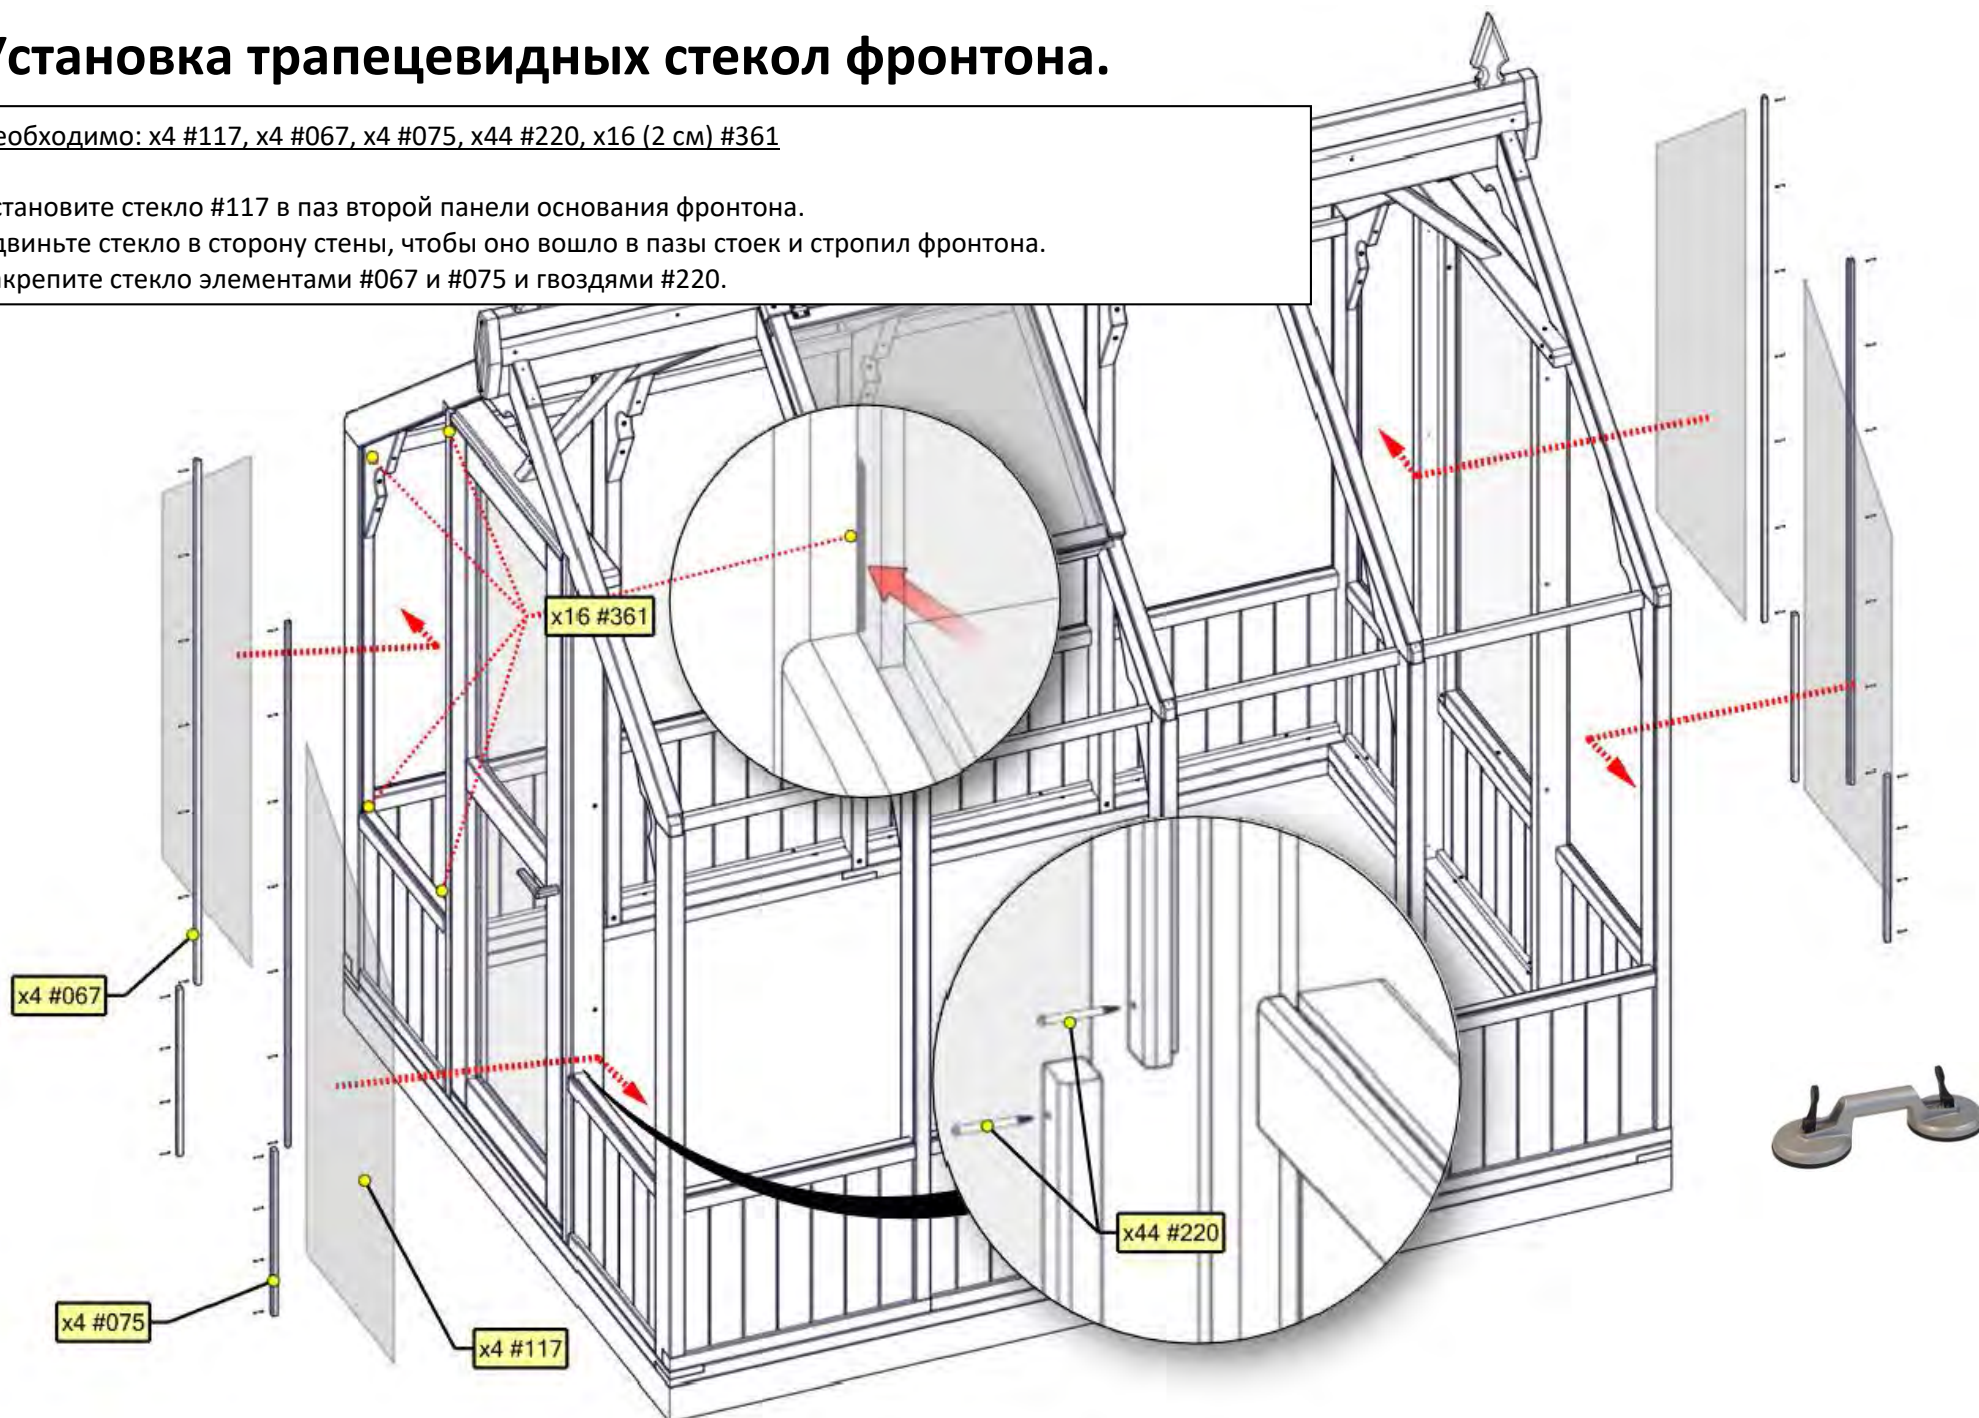 Установка трапецевидных стекол фронтона.
еобходимо: x4 #117, x4 #067, x4 #075, x44 #220, x16 (2 см) #361
становите стекло #117 в паз второй панели основания фронтона.
двиньте стекло в сторону стены, чтобы оно вошло в пазы стоек и стропил фронтона.
акрепите стекло элементами #067 и #075 и гвоздями #220.
x16 #361
x4 #067
x44 #220
x4 #075
x4 #117